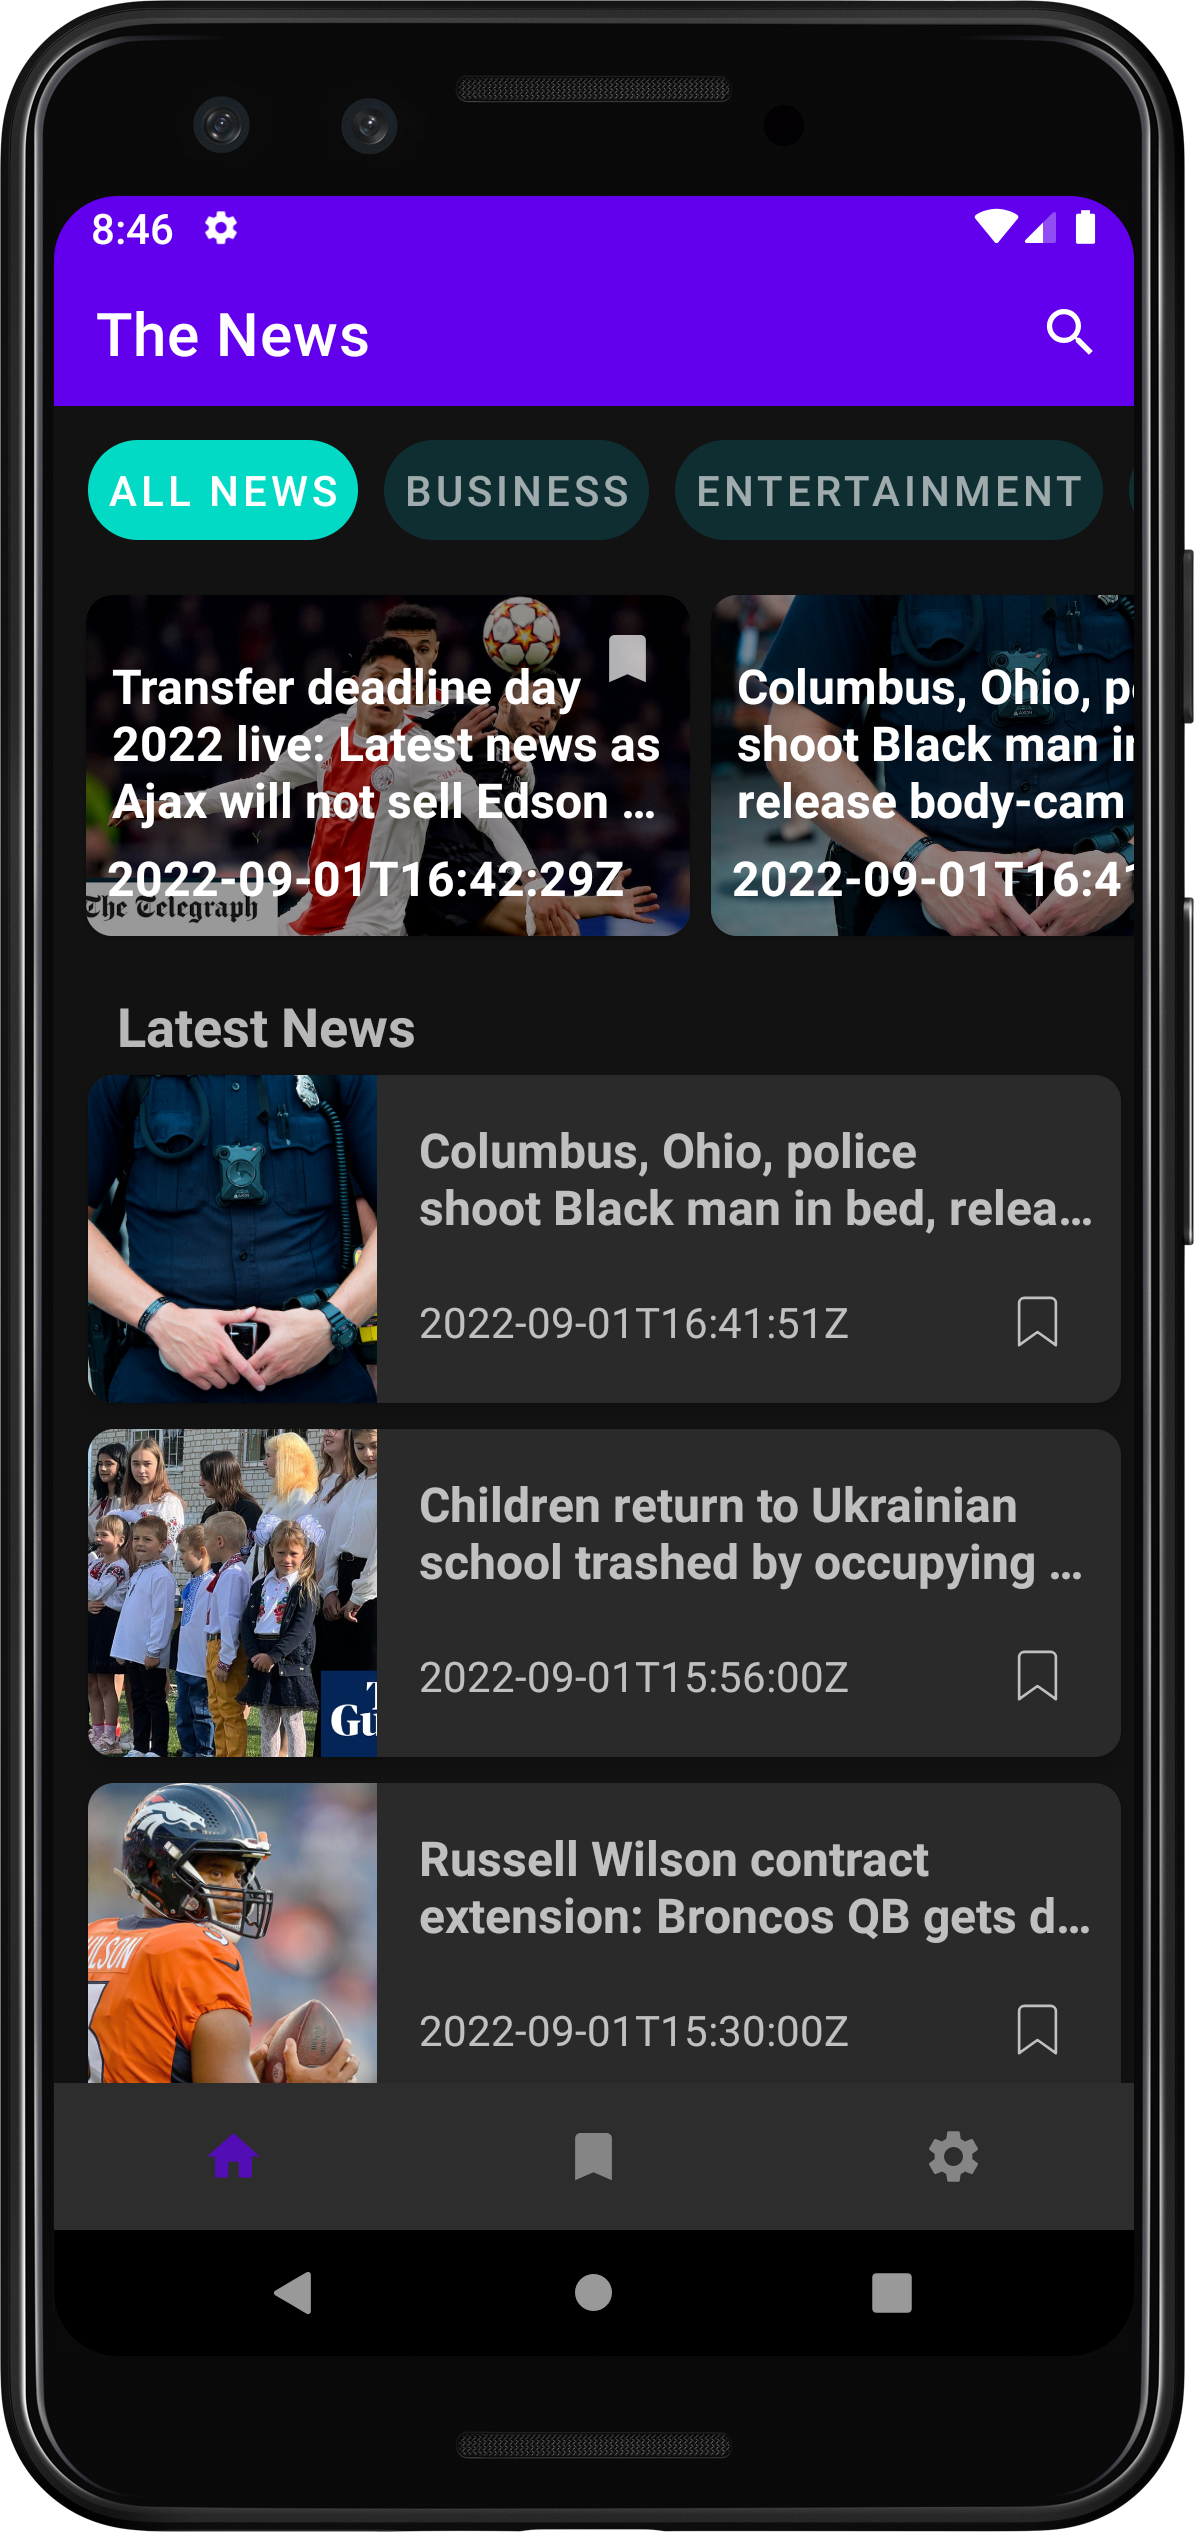 8:46
The News
ALL NEWS
BUSINESS
ENTERTAINMENT
Transfer deadline day
2022 live: Latest news as
Ajax will not sell Edson ...
2022-09-01T16:42:29Z
The Telegraph
Columbus, Ohio, p
shoot Black man in
release body-cam
2022-09-01T16:41
Latest News
Columbus, Ohio, police
shoot Black man in bed, relea...
2022-09-01T16:41:51Z
Children return to Ukrainian
school trashed by occupying ...
2022-09-01T15:56:00Z
Gu
Russell Wilson contract
extension: Broncos QB gets d...
2022-09-01T15:30:00Z